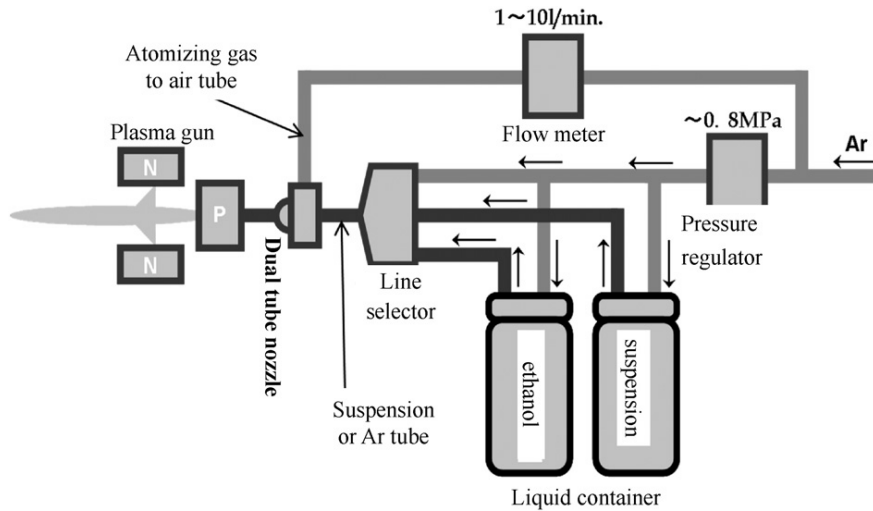 1~10l/min.
Atomizing gas
to air tube
Flow meter
~0. 8MPa
Ar
Plasma gun
N
P
N
Dual tube nozzle
Pressure
regulator
Line
selector
ethanol
suspension
Suspension
or Ar tube
Liquid container